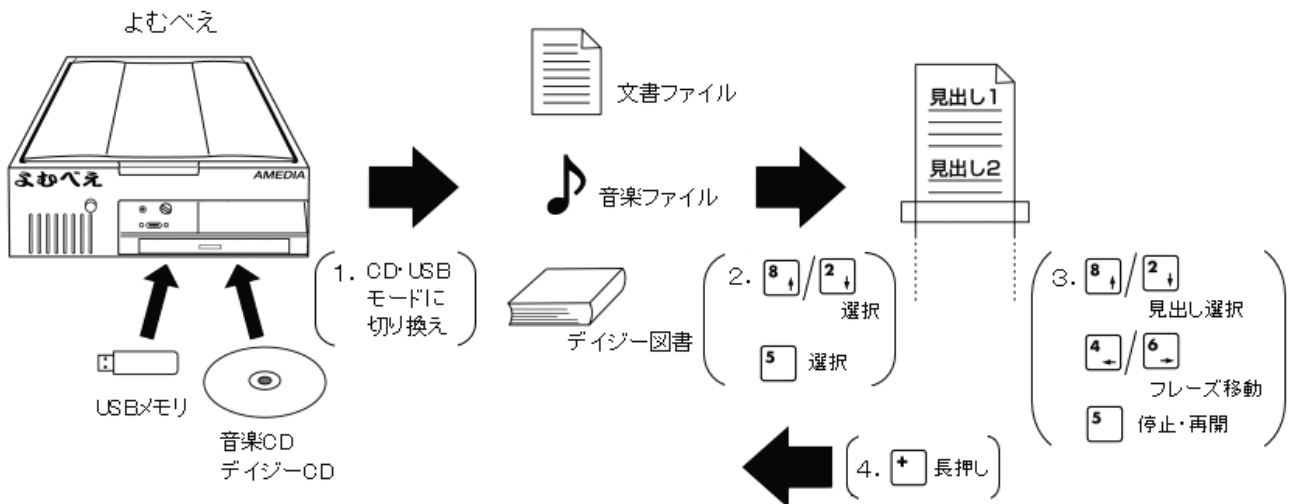 よむべえ
よむべえ
AMEDIA
USBメモリ
音楽CD
デイジーCD
1. CD・USB
モードに
切り換え
文書ファイル
音楽ファイル
デイジー図書
2. 8↑/2↓
選択
5 選択
見出し1
見出し2
3. 8↑/2↓
見出し選択
4←/6→
フレーズ移動
5 停止・再開
4. + 長押し